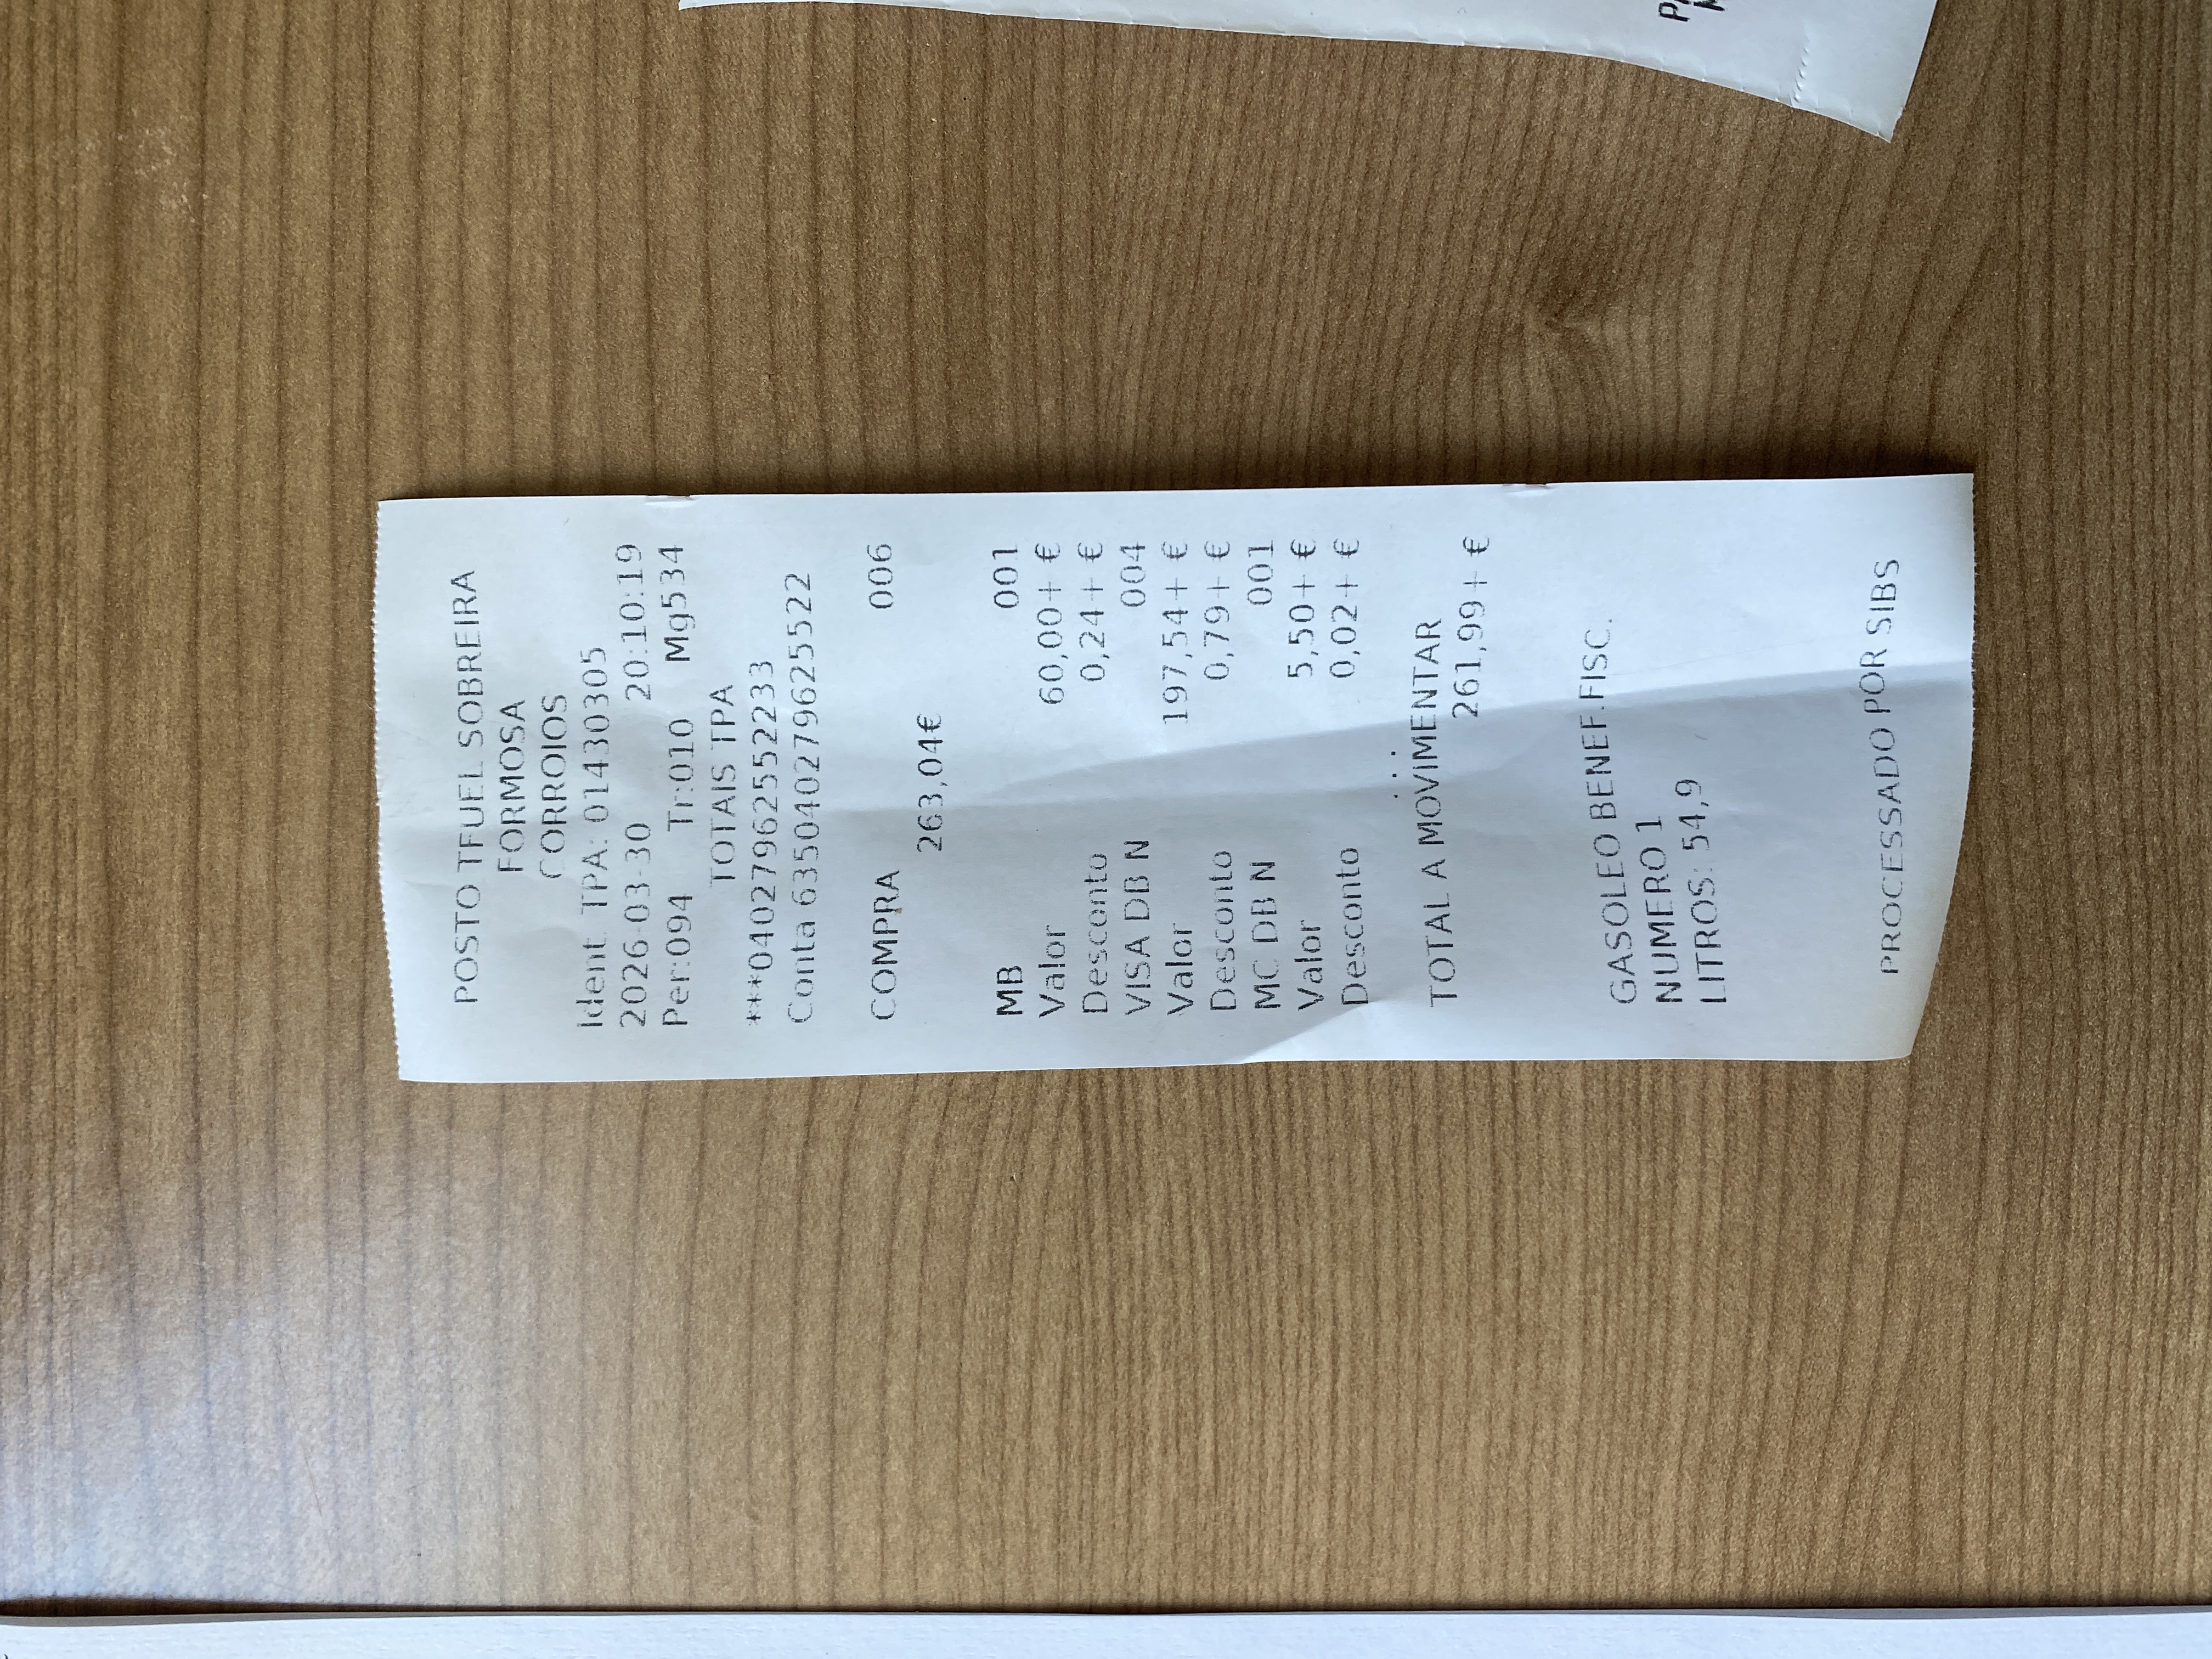 POSTO TFUEL SOBREIRA
FORMOSA
CORROIOS
Ident. TPA: 01430305
2026-03-30 20:10:19
Per:094 Tr:010 Mg534
TOTAIS TPA
***04027962552233
Conta 6350402796255​22
COMPRA 006
263,04€
MB 001
Valor 60,00+€
Desconto 0,24+€
VISA DB N 004
Valor 197,54+€
Desconto 0,79+€
MC DB N 001
Valor 5,50+€
Desconto 0,02+€
...
TOTAL A MOVIMENTAR
261,99+€
GASOLEO BENEF.FISC.
NUMERO 1
LITROS: 54,9
PROCESSADO POR SIBS